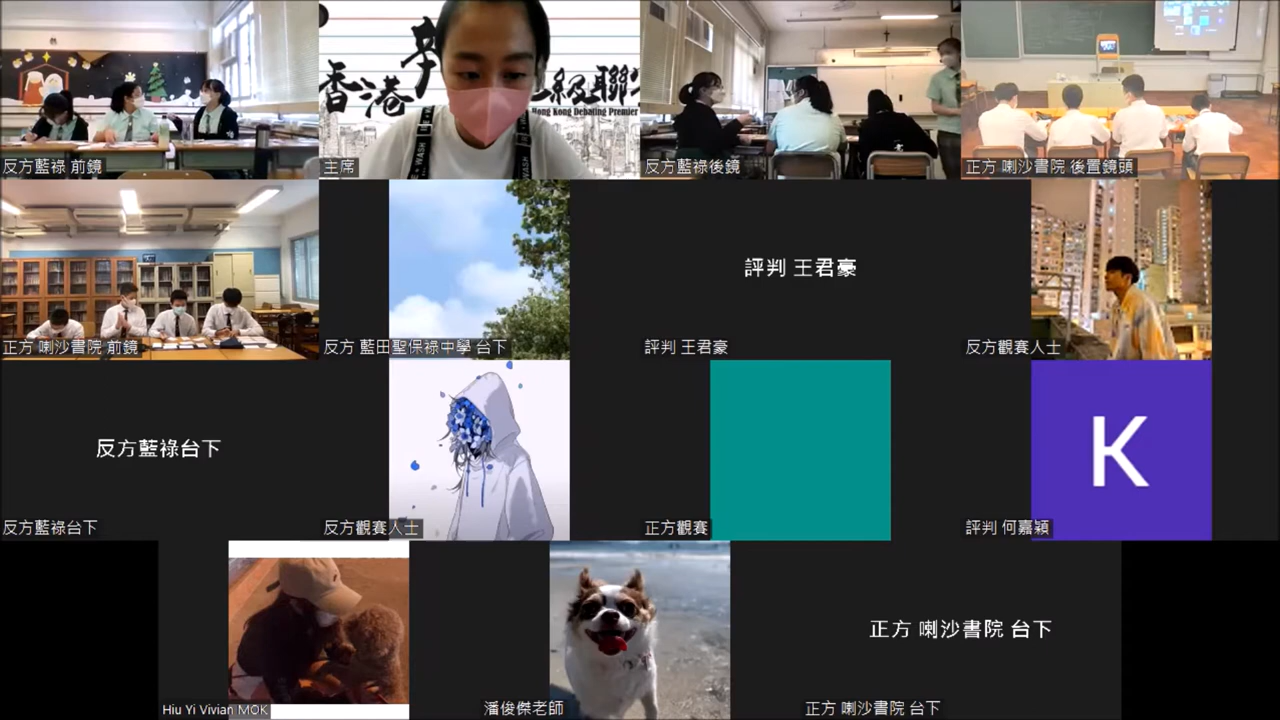 反方藍祿 前鏡
香港
級聯
Hong Kong Debating Premier
主席
反方藍祿後鏡
正方 喇沙書院 後置鏡頭
正方 喇沙書院 前鏡
反方 藍田聖保祿中學 台下
評判 王君豪
評判 王君豪
反方觀賽人士
反方藍祿台下
反方藍祿台下
反方觀賽人士
正方觀賽
K
評判 何嘉穎
Hiu Yi Vivian MOK
潘俊傑老師
正方 喇沙書院 台下
正方 喇沙書院 台下